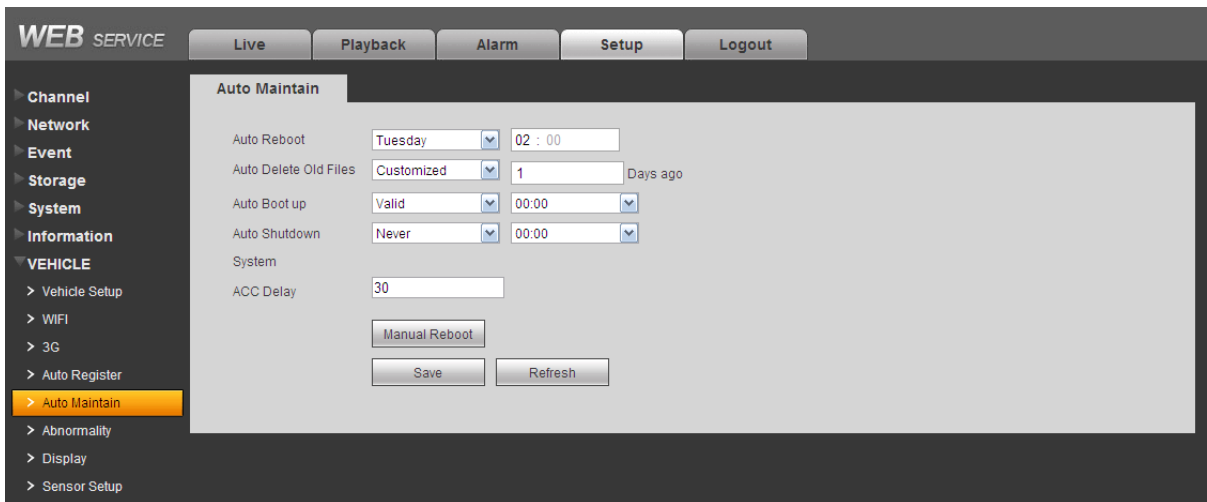 WEB SERVICE
Live
Playback
Alarm
Setup
Logout
Channel
Network
Event
Storage
System
Information
VEHICLE
> Vehicle Setup
> WIFI
> 3G
> Auto Register
> Auto Maintain
> Abnormality
> Display
> Sensor Setup
Auto Maintain
Auto Reboot Tuesday 02 : 00
Auto Delete Old Files Customized 1 Days ago
Auto Boot up Valid 00:00
Auto Shutdown Never 00:00
System
ACC Delay 30
Manual Reboot
Save Refresh